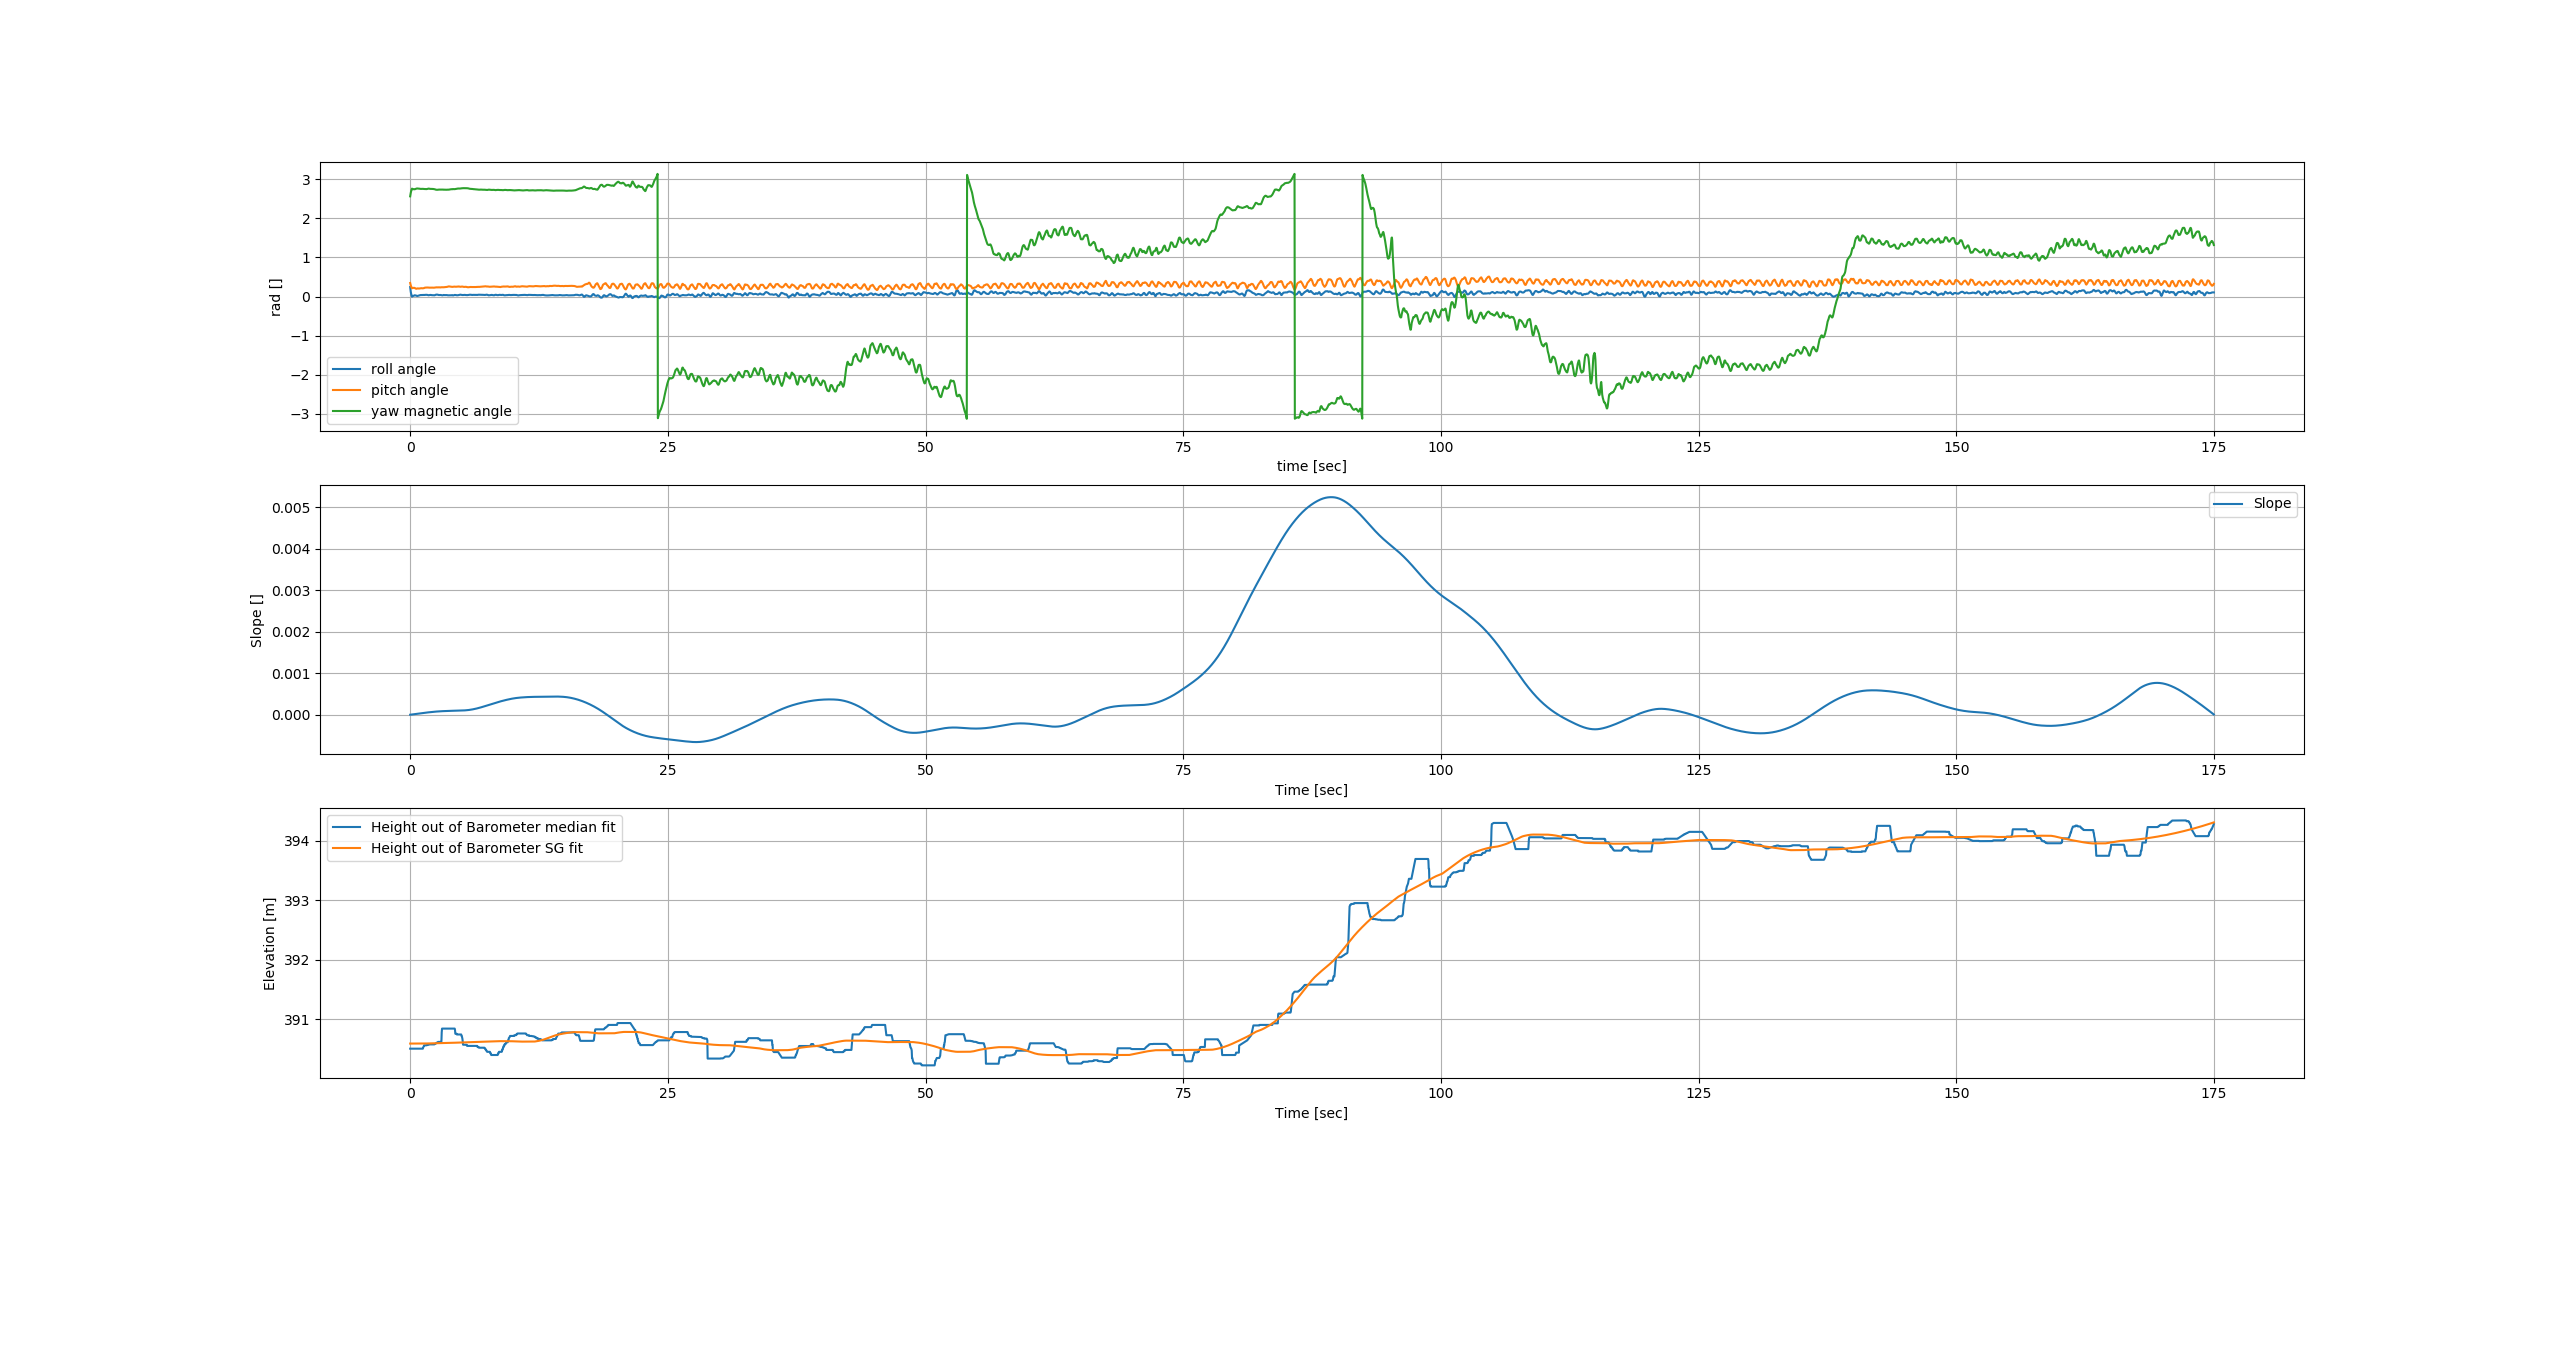 3
2
1
0
−1
−2
−3
rad []
roll angle
pitch angle
yaw magnetic angle
0 25 50 75 100 125 150 175
time [sec]
0.005
0.004
0.003
0.002
0.001
0.000
Slope []
Slope
0 25 50 75 100 125 150 175
Time [sec]
394
393
392
391
Elevation [m]
Height out of Barometer median fit
Height out of Barometer SG fit
0 25 50 75 100 125 150 175
Time [sec]